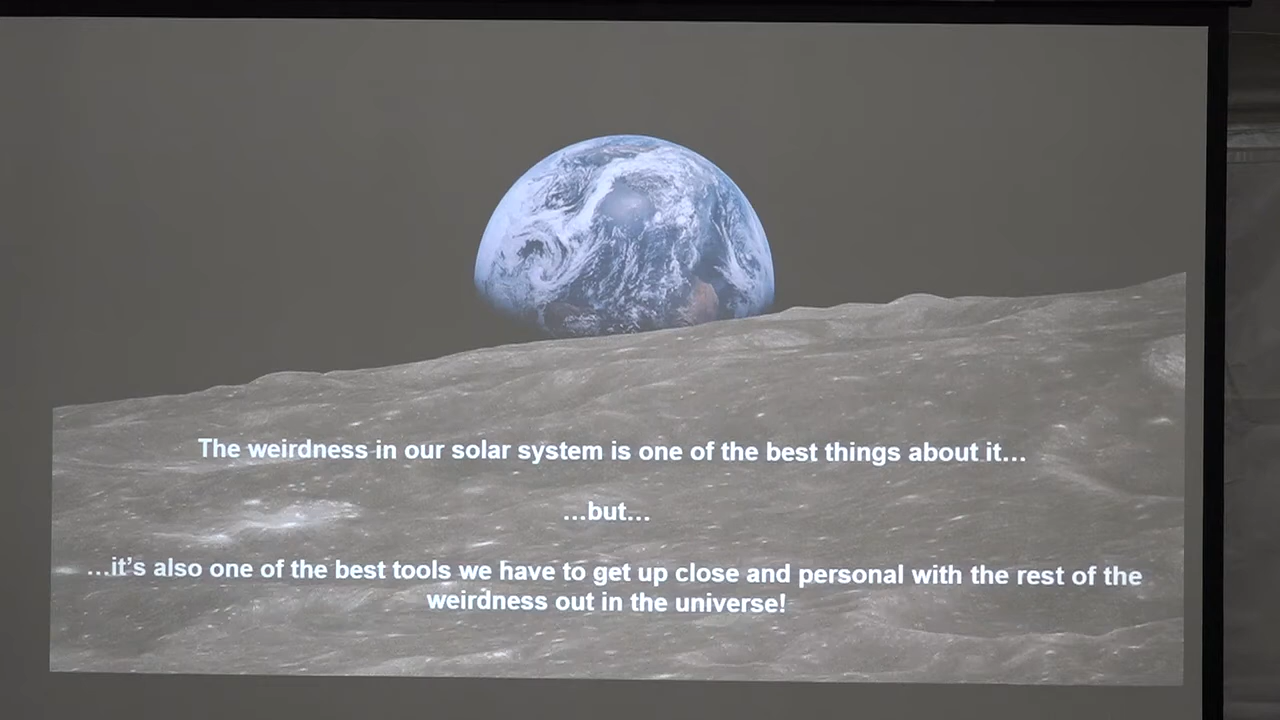 The weirdness in our solar system is one of the best things about it…
…but…
…it’s also one of the best tools we have to get up close and personal with the rest of the
weirdness out in the universe!